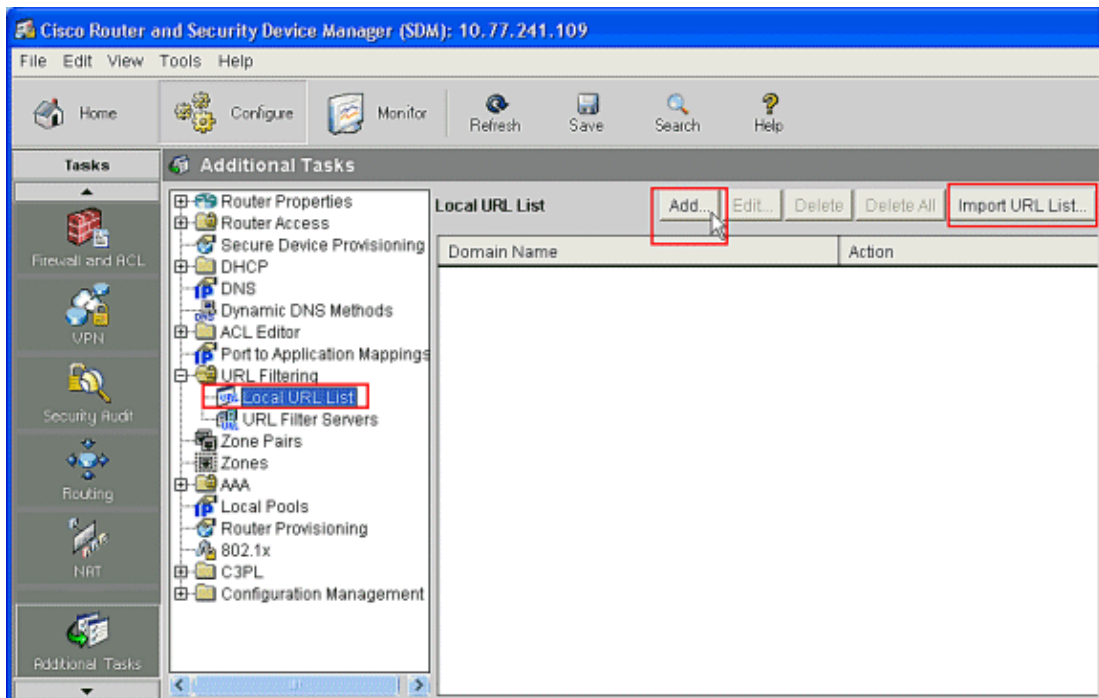 Cisco Router and Security Device Manager (SDM): 10.77.241.109
File Edit View Tools Help
Home Configure Monitor Refresh Save Search Help
Tasks
Additional Tasks
Firewall and ACL
VPN
Security Audit
Routing
NAT
Additional Tasks
Router Properties
Router Access
Secure Device Provisioning
DHCP
DNS
Dynamic DNS Methods
ACL Editor
Port to Application Mappings
URL Filtering
Local URL List
URL Filter Servers
Zone Pairs
Zones
AAA
Local Pools
Router Provisioning
802.1x
C3PL
Configuration Management
Local URL List Add... Edit... Delete Delete All Import URL List...
Domain Name Action